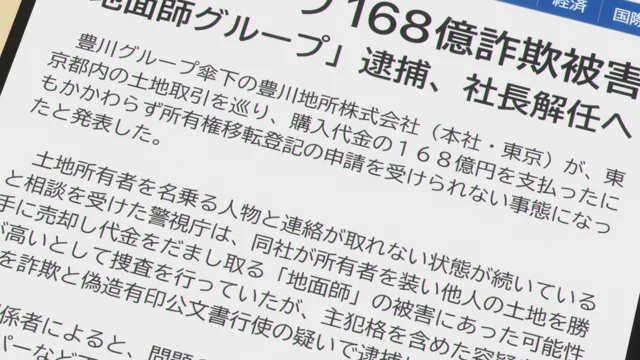 経済
国際
プ168億詐欺被害
地面師グループ」逮捕、社長解任へ
豊川グループ傘下の豊川地所株式会社（本社・東京）が、東
京都内の土地取引を巡り、購入代金の１６８億円を支払ったに
もかかわらず所有権移転登記の申請を受けられない事態になっ
たと発表した。
土地所有者を名乗る人物と連絡が取れない状態が続いている
と相談を受けた警視庁は、同社が所有者を装い他人の土地を勝
手に売却し代金をだまし取る「地面師」の被害にあった可能性
が高いとして捜査を行っていたが、主犯格を含めた容疑
を詐欺と偽造有印公文書行使の疑いで逮捕
係者によると、問題
パーなど